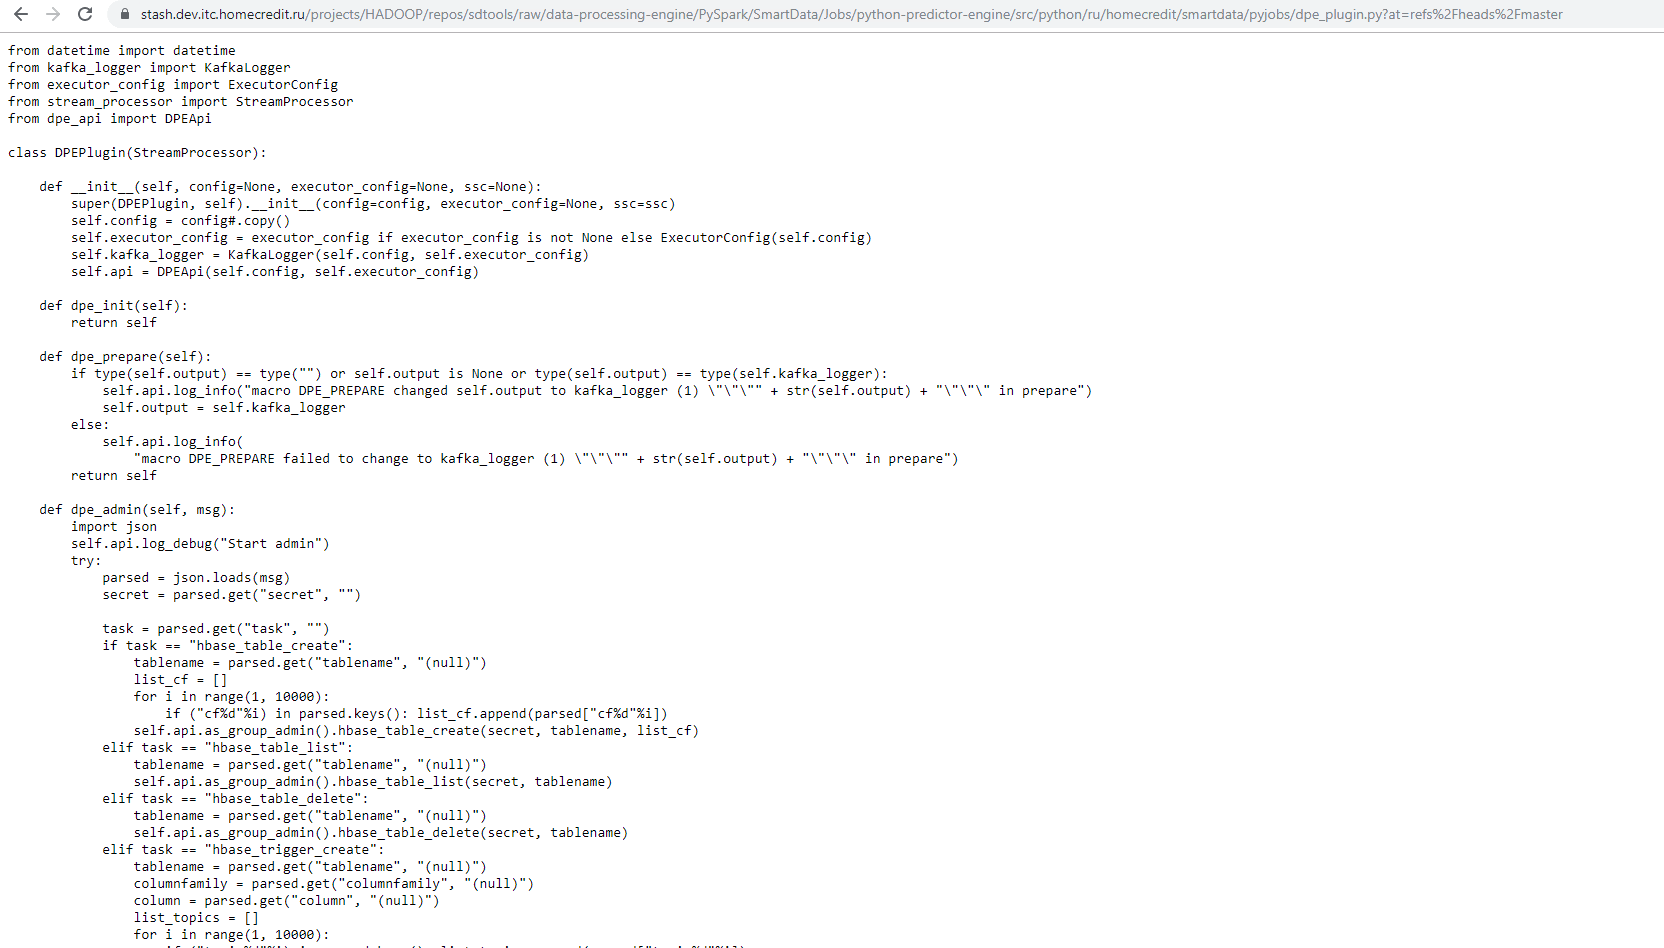 stash.dev.itc.homecredit.ru/projects/HADOOP/repos/sdtools/raw/data-processing-engine/PySpark/SmartData/Jobs/python-predictor-engine/src/python/ru/homecredit/smartdata/pyjobs/dpe_plugin.py?at=refs%2Fheads%2Fmaster
from datetime import datetime
from kafka_logger import KafkaLogger
from executor_config import ExecutorConfig
from stream_processor import StreamProcessor
from dpe_api import DPEApi

class DPEPlugin(StreamProcessor):

    def __init__(self, config=None, executor_config=None, ssc=None):
        super(DPEPlugin, self).__init__(config=config, executor_config=None, ssc=ssc)
        self.config = config#.copy()
        self.executor_config = executor_config if executor_config is not None else ExecutorConfig(self.config)
        self.kafka_logger = KafkaLogger(self.config, self.executor_config)
        self.api = DPEApi(self.config, self.executor_config)

    def dpe_init(self):
        return self

    def dpe_prepare(self):
        if type(self.output) == type("") or self.output is None or type(self.output) == type(self.kafka_logger):
            self.api.log_info("macro DPE_PREPARE changed self.output to kafka_logger (1) \"\"\"" + str(self.output) + "\"\"\" in prepare")
            self.output = self.kafka_logger
        else:
            self.api.log_info(
                "macro DPE_PREPARE failed to change to kafka_logger (1) \"\"\"" + str(self.output) + "\"\"\" in prepare")
        return self

    def dpe_admin(self, msg):
        import json
        self.api.log_debug("Start admin")
        try:
            parsed = json.loads(msg)
            secret = parsed.get("secret", "")

            task = parsed.get("task", "")
            if task == "hbase_table_create":
                tablename = parsed.get("tablename", "(null)")
                list_cf = []
                for i in range(1, 10000):
                    if ("cf%d"%i) in parsed.keys(): list_cf.append(parsed["cf%d"%i])
                self.api.as_group_admin().hbase_table_create(secret, tablename, list_cf)
            elif task == "hbase_table_list":
                tablename = parsed.get("tablename", "(null)")
                self.api.as_group_admin().hbase_table_list(secret, tablename)
            elif task == "hbase_table_delete":
                tablename = parsed.get("tablename", "(null)")
                self.api.as_group_admin().hbase_table_delete(secret, tablename)
            elif task == "hbase_trigger_create":
                tablename = parsed.get("tablename", "(null)")
                columnfamily = parsed.get("columnfamily", "(null)")
                column = parsed.get("column", "(null)")
                list_topics = []
                for i in range(1, 10000):